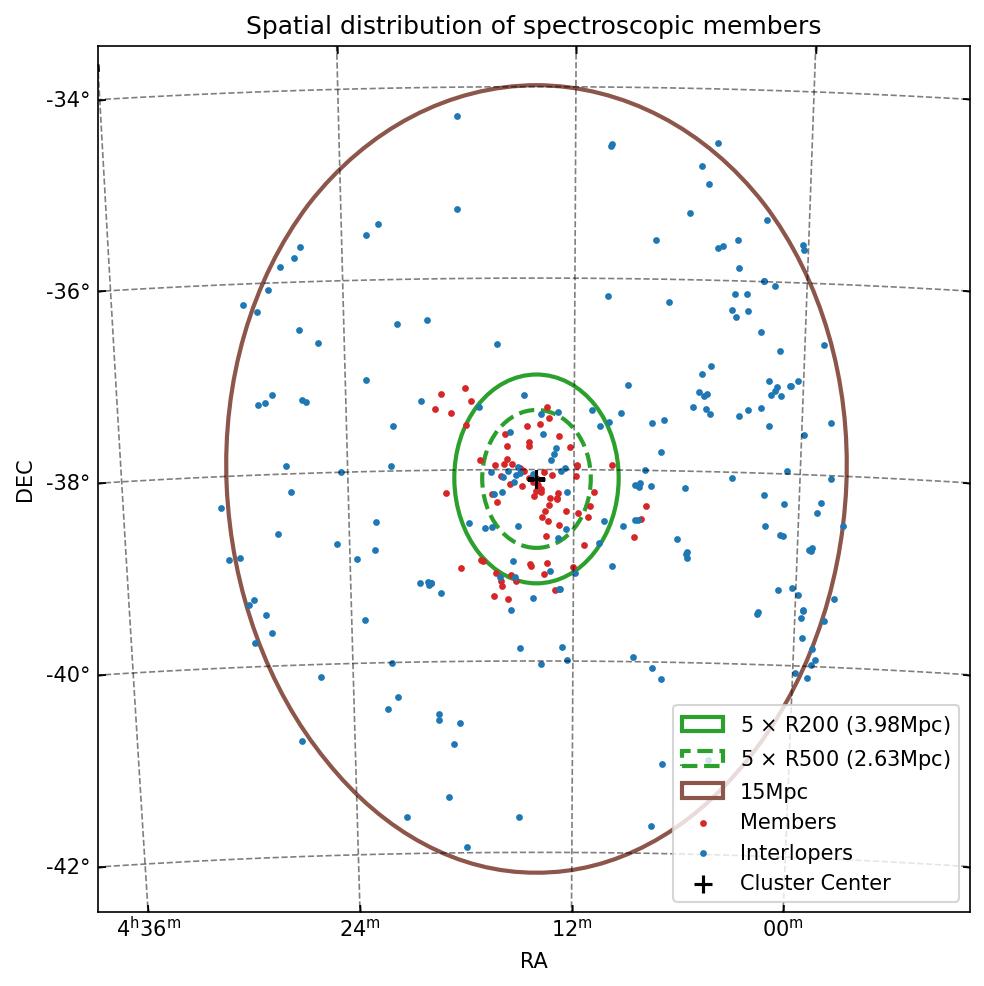 Spatial distribution of spectroscopic members
-34°
-36°
-38°
-40°
-42°
DEC
4ʰ36ᵐ
24ᵐ
12ᵐ
00ᵐ
RA
5 × R200 (3.98Mpc)
5 × R500 (2.63Mpc)
15Mpc
Members
Interlopers
Cluster Center